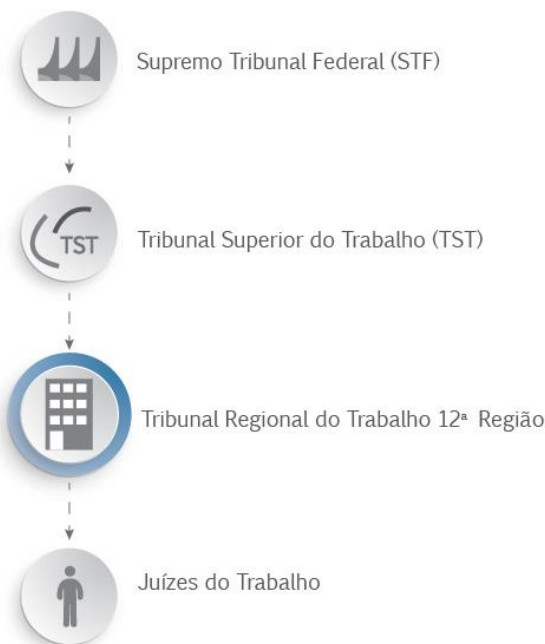 Supremo Tribunal Federal (STF)
TST
Tribunal Superior do Trabalho (TST)
Tribunal Regional do Trabalho 12ª Região
Juízes do Trabalho